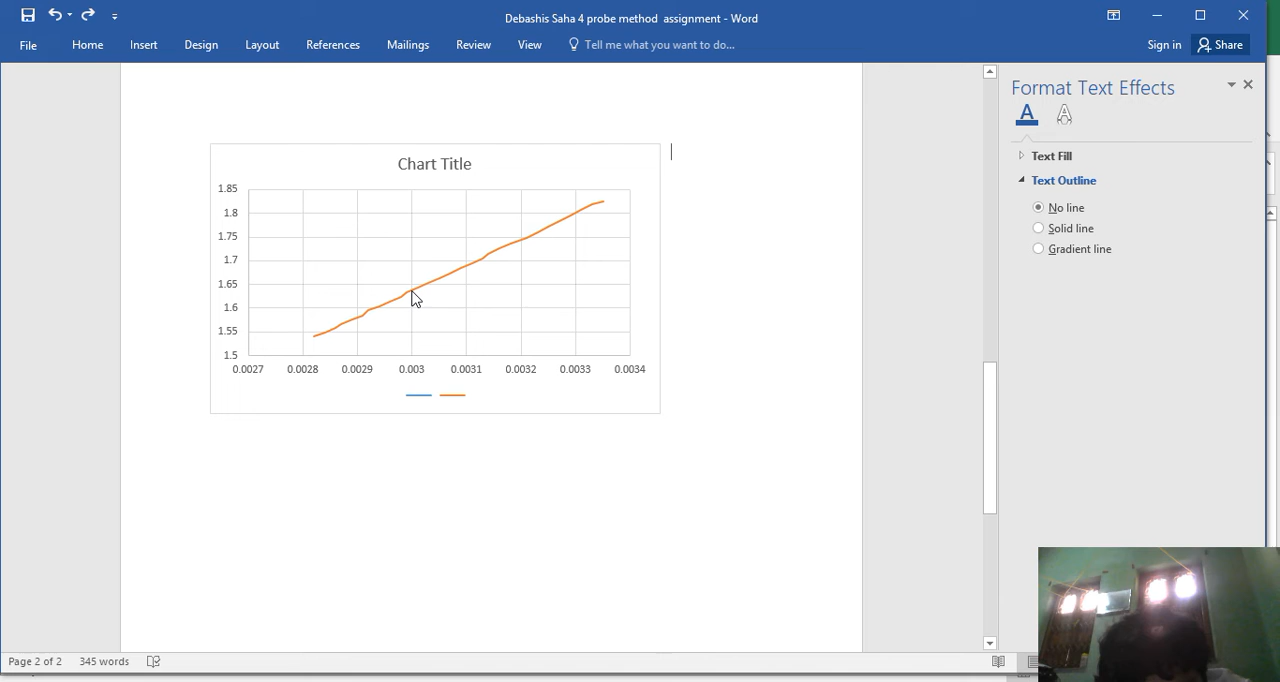 Debashis Saha 4 probe method  assignment - Word
File Home Insert Design Layout References Mailings Review View Tell me what you want to do... Sign in Share
Format Text Effects
A A
Text Fill
Text Outline
No line
Solid line
Gradient line
Chart Title
1.85
1.8
1.75
1.7
1.65
1.6
1.55
1.5
0.0027 0.0028 0.0029 0.003 0.0031 0.0032 0.0033 0.0034
Page 2 of 2 345 words